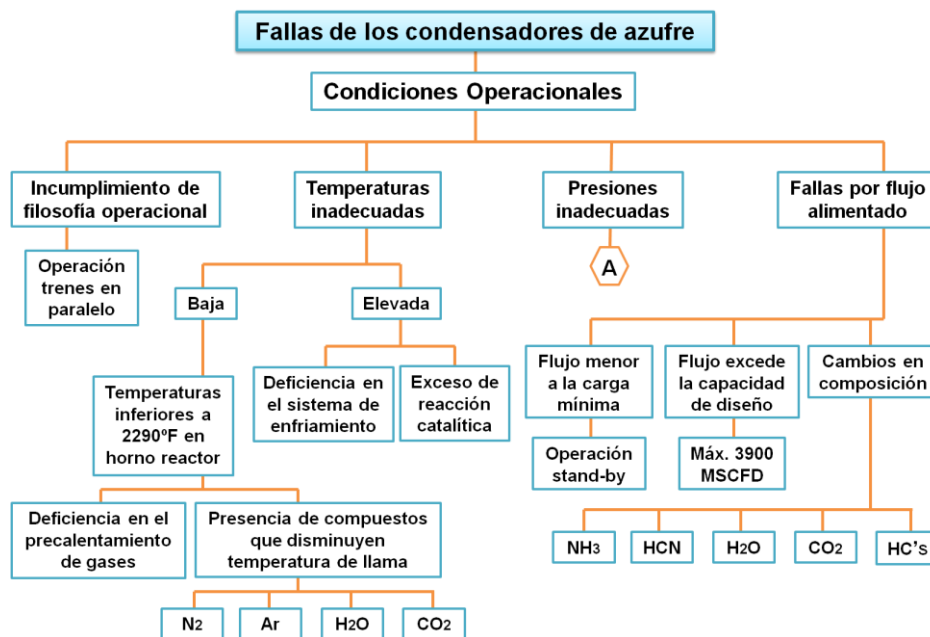 Fallas de los condensadores de azufre
Condiciones Operacionales
Incumplimiento de
filosofía operacional
Temperaturas
inadecuadas
Presiones
inadecuadas
Fallas por flujo
alimentado
Operación
trenes en
paralelo
A
Baja
Elevada
Temperaturas
inferiores a
2290ºF en
horno reactor
Deficiencia en
el sistema de
enfriamiento
Exceso de
reacción
catalítica
Flujo menor
a la carga
mínima
Flujo excede
la capacidad
de diseño
Cambios en
composición
Operación
stand-by
Máx. 3900
MSCFD
Deficiencia en el
precalentamiento
de gases
Presencia de compuestos
que disminuyen
temperatura de llama
NH3
HCN
H2O
CO2
HC's
N2
Ar
H2O
CO2